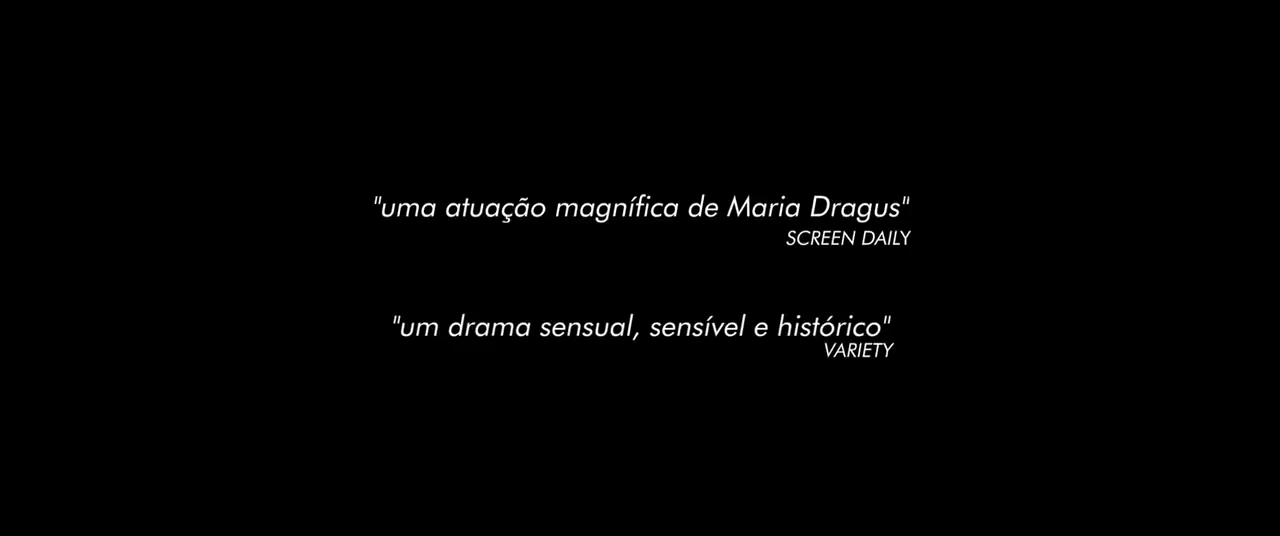 "uma atuação magnífica de Maria Dragus"
SCREEN DAILY
"um drama sensual, sensível e histórico"
VARIETY